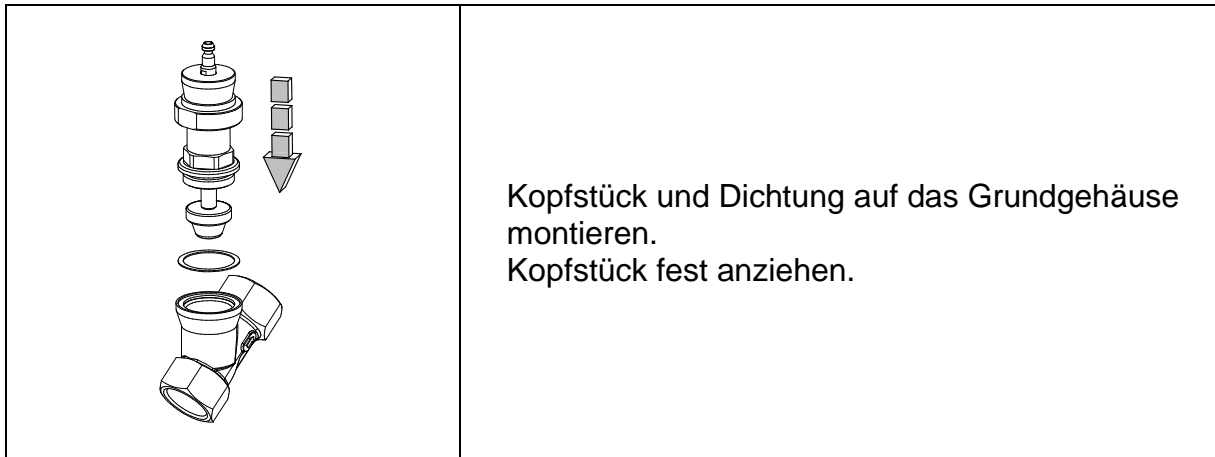 Kopfstück und Dichtung auf das Grundgehäuse
montieren.
Kopfstück fest anziehen.